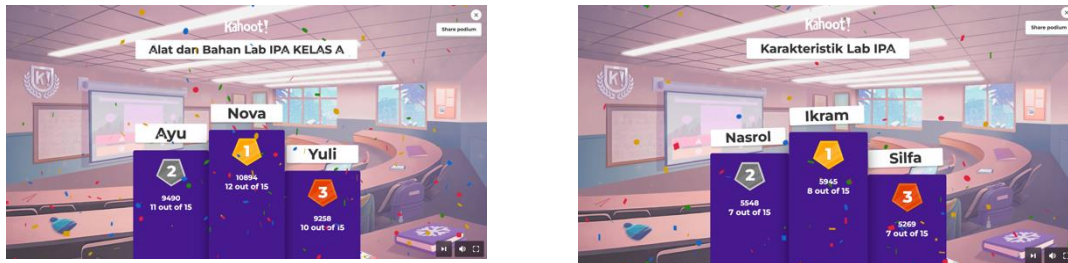 Kahoot!
Share podium
Alat dan Bahan Lab IPA KELAS A
K!
Nova
Ayu
Yuli
1
10894
12 out of 15
2
9490
11 out of 15
3
9258
10 out of 15
Kahoot!
Share podium
Karakteristik Lab IPA
K!
Ikram
Nasrol
Silfa
1
5945
8 out of 15
2
5548
7 out of 15
3
5269
7 out of 15